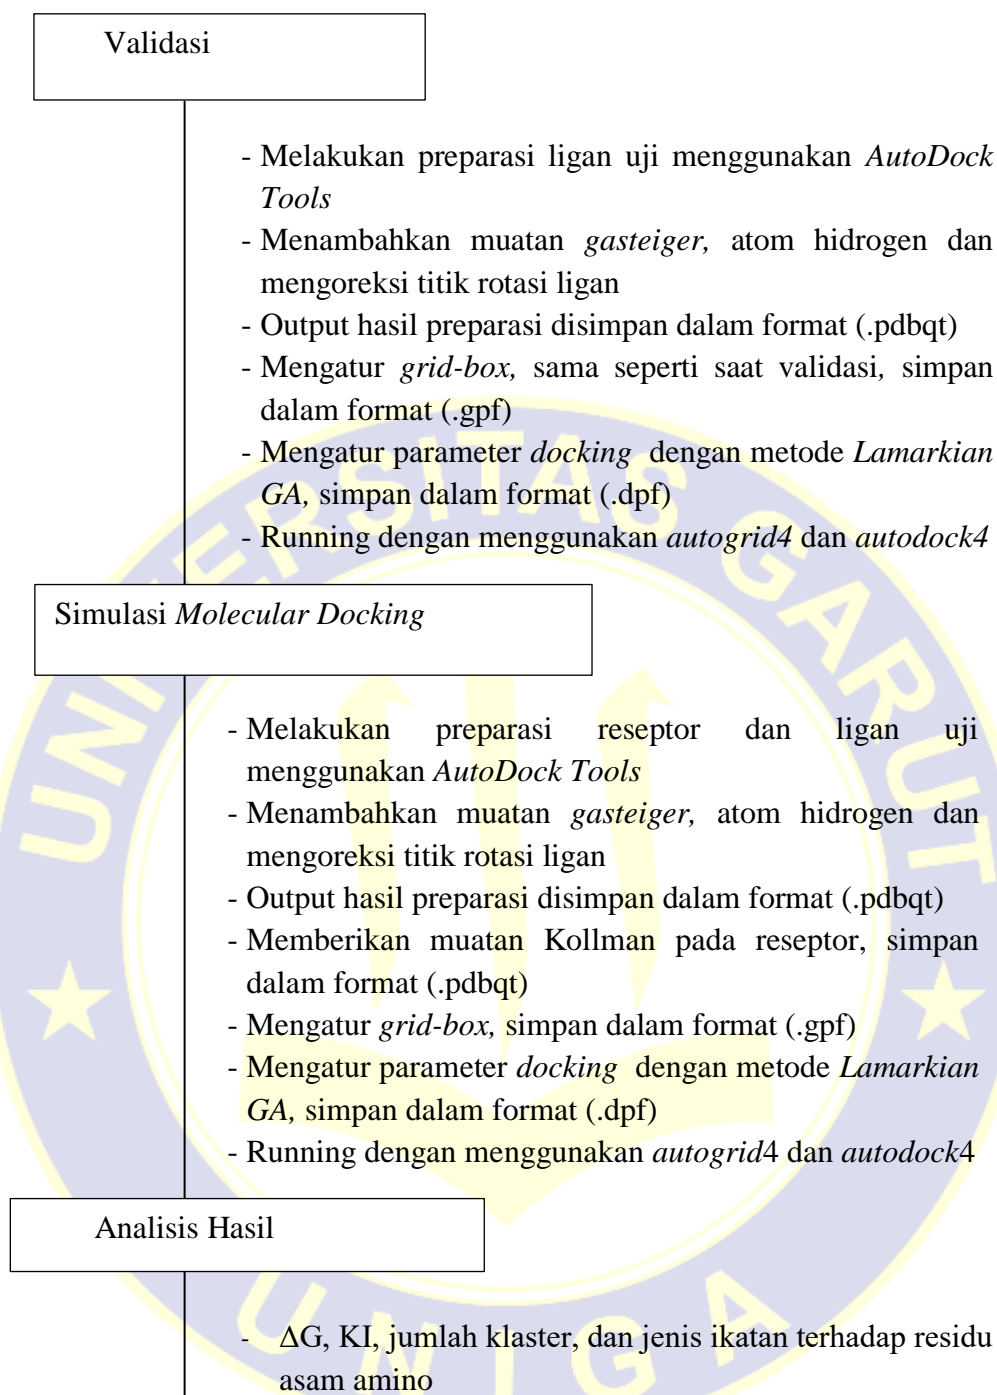 Validasi
- Melakukan preparasi ligan uji menggunakan AutoDock
Tools
- Menambahkan muatan gasteiger, atom hidrogen dan
mengoreksi titik rotasi ligan
- Output hasil preparasi disimpan dalam format (.pdbqt)
- Mengatur grid-box, sama seperti saat validasi, simpan
dalam format (.gpf)
- Mengatur parameter docking dengan metode Lamarkian
GA, simpan dalam format (.dpf)
- Running dengan menggunakan autogrid4 dan autodock4
Simulasi Molecular Docking
- Melakukan preparasi reseptor dan ligan uji
menggunakan AutoDock Tools
- Menambahkan muatan gasteiger, atom hidrogen dan
mengoreksi titik rotasi ligan
- Output hasil preparasi disimpan dalam format (.pdbqt)
- Memberikan muatan Kollman pada reseptor, simpan
dalam format (.pdbqt)
- Mengatur grid-box, simpan dalam format (.gpf)
- Mengatur parameter docking dengan metode Lamarkian
GA, simpan dalam format (.dpf)
- Running dengan menggunakan autogrid4 dan autodock4
Analisis Hasil
- ΔG, KI, jumlah klaster, dan jenis ikatan terhadap residu
asam amino
UNIVERSITAS GARUT
UNIGA